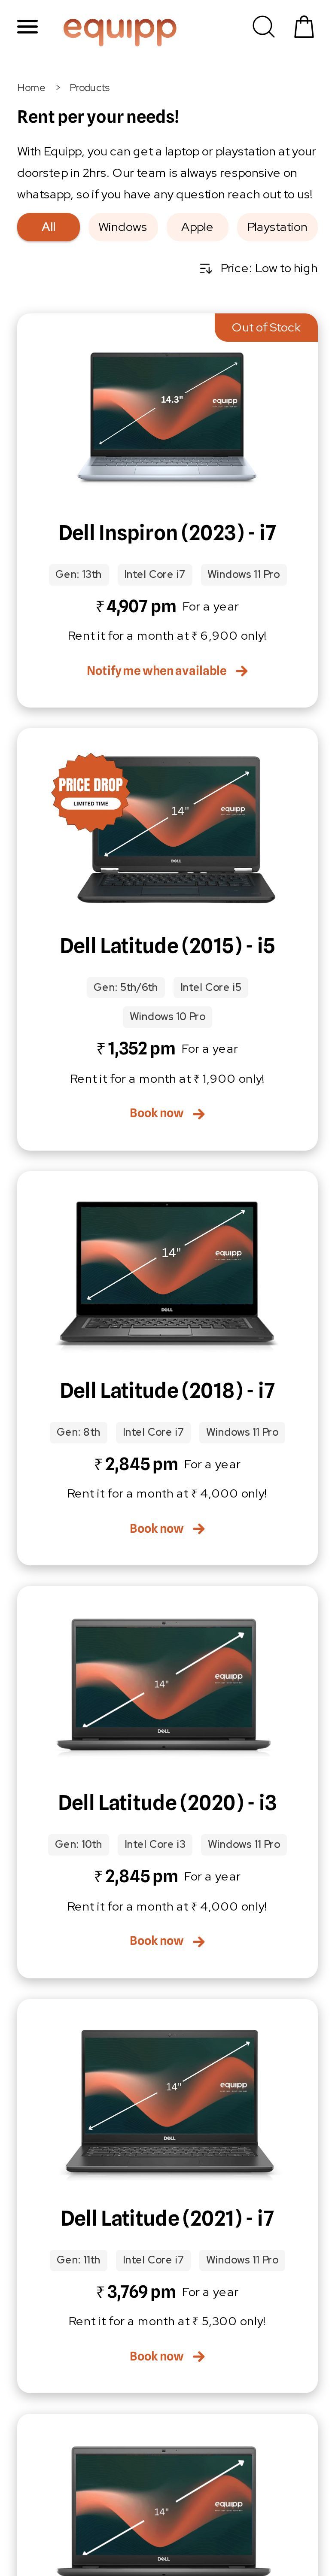 equipp
Home > Products
Rent per your needs!
With Equipp, you can get a laptop or playstation at your
doorstep in 2hrs. Our team is always responsive on
whatsapp, so if you have any question reach out to us!
All Windows Apple Playstation
Price: Low to high
Out of Stock
14.3"
equipp
Dell Inspiron (2023) - i7
Gen: 13th Intel Core i7 Windows 11 Pro
₹ 4,907 pm For a year
Rent it for a month at ₹ 6,900 only!
Notify me when available
PRICE DROP
LIMITED TIME
14"
equipp
DELL
Dell Latitude (2015) - i5
Gen: 5th/6th Intel Core i5
Windows 10 Pro
₹ 1,352 pm For a year
Rent it for a month at ₹ 1,900 only!
Book now
14"
equipp
DELL
Dell Latitude (2018) - i7
Gen: 8th Intel Core i7 Windows 11 Pro
₹ 2,845 pm For a year
Rent it for a month at ₹ 4,000 only!
Book now
14"
equipp
DELL
Dell Latitude (2020) - i3
Gen: 10th Intel Core i3 Windows 11 Pro
₹ 2,845 pm For a year
Rent it for a month at ₹ 4,000 only!
Book now
14"
equipp
DELL
Dell Latitude (2021) - i7
Gen: 11th Intel Core i7 Windows 11 Pro
₹ 3,769 pm For a year
Rent it for a month at ₹ 5,300 only!
Book now
14"
equipp
DELL